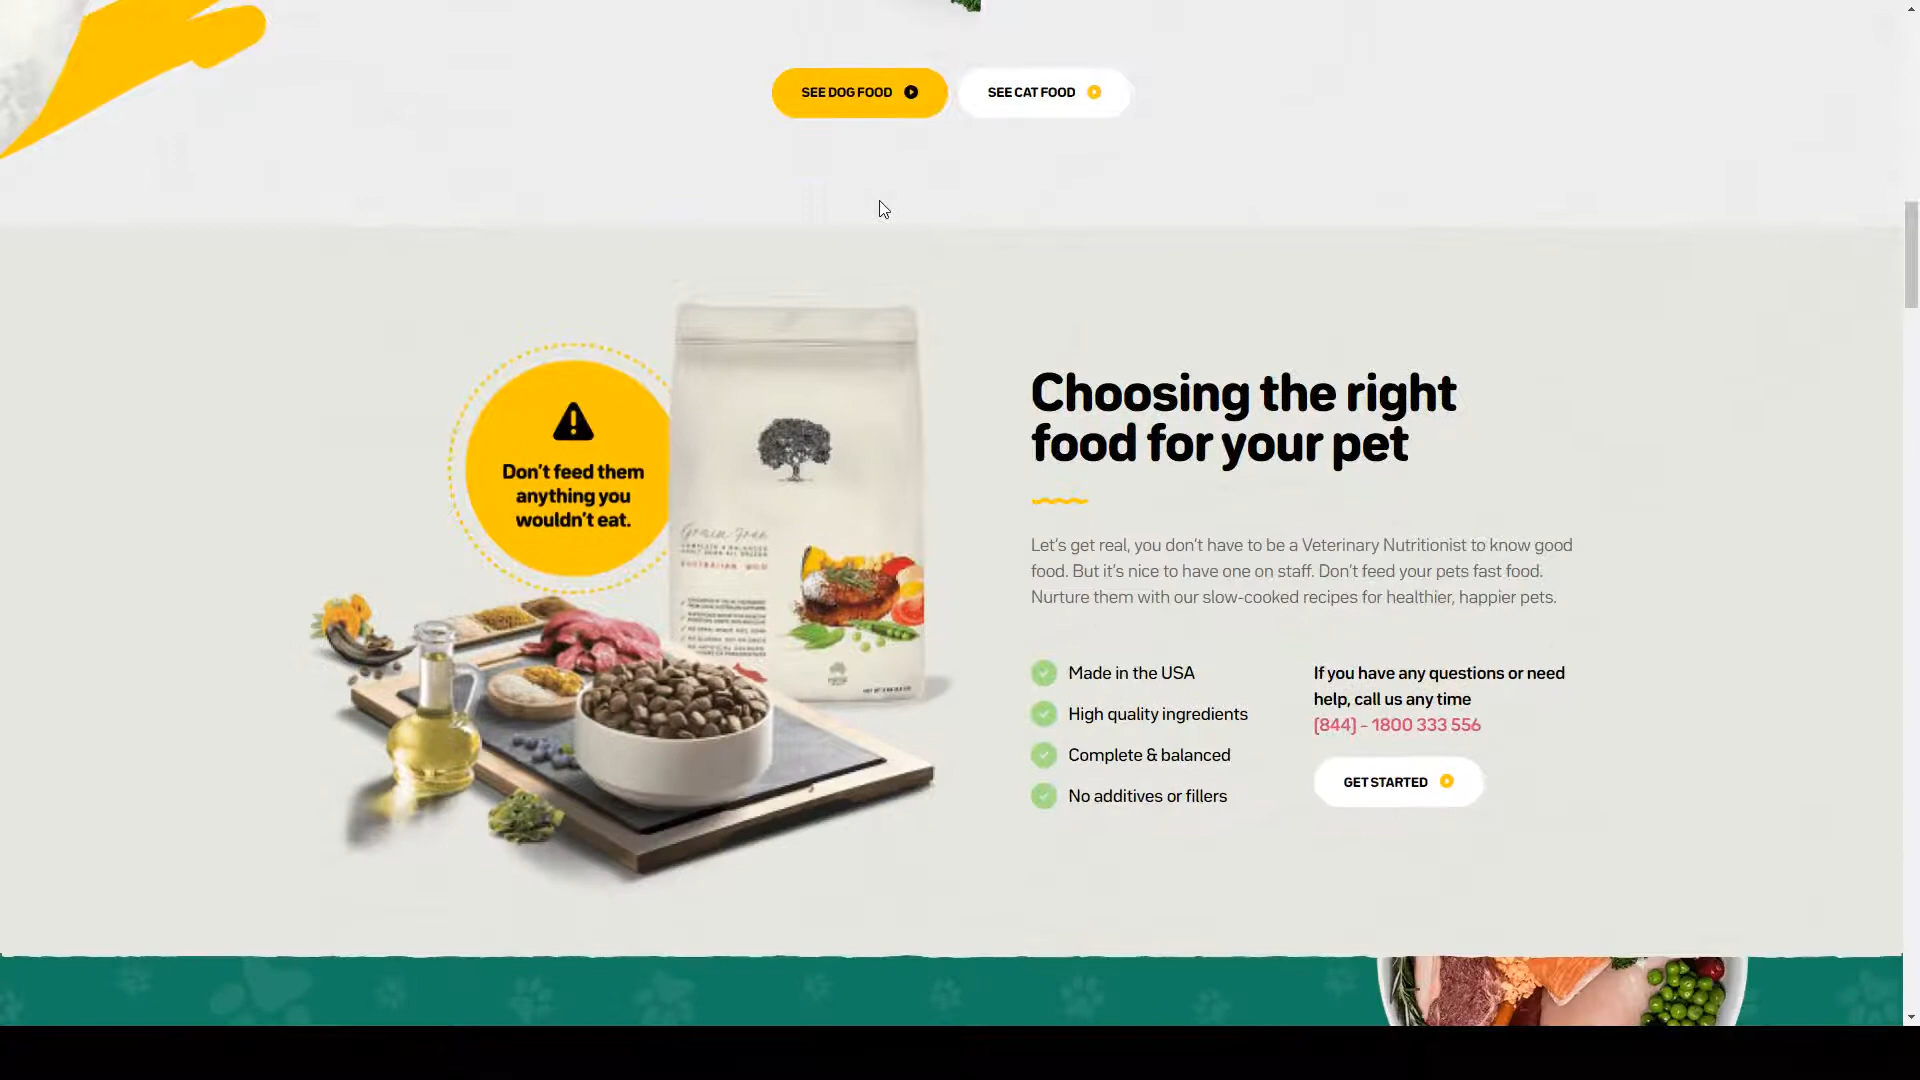 SEE DOG FOOD
SEE CAT FOOD
Don't feed them
anything you
wouldn't eat.
Grain Free
Choosing the right
food for your pet
Let's get real, you don't have to be a Veterinary Nutritionist to know good
food. But it's nice to have one on staff. Don't feed your pets fast food.
Nurture them with our slow-cooked recipes for healthier, happier pets.
Made in the USA
High quality ingredients
Complete & balanced
No additives or fillers
If you have any questions or need
help, call us any time
(844) - 1800 333 556
GET STARTED